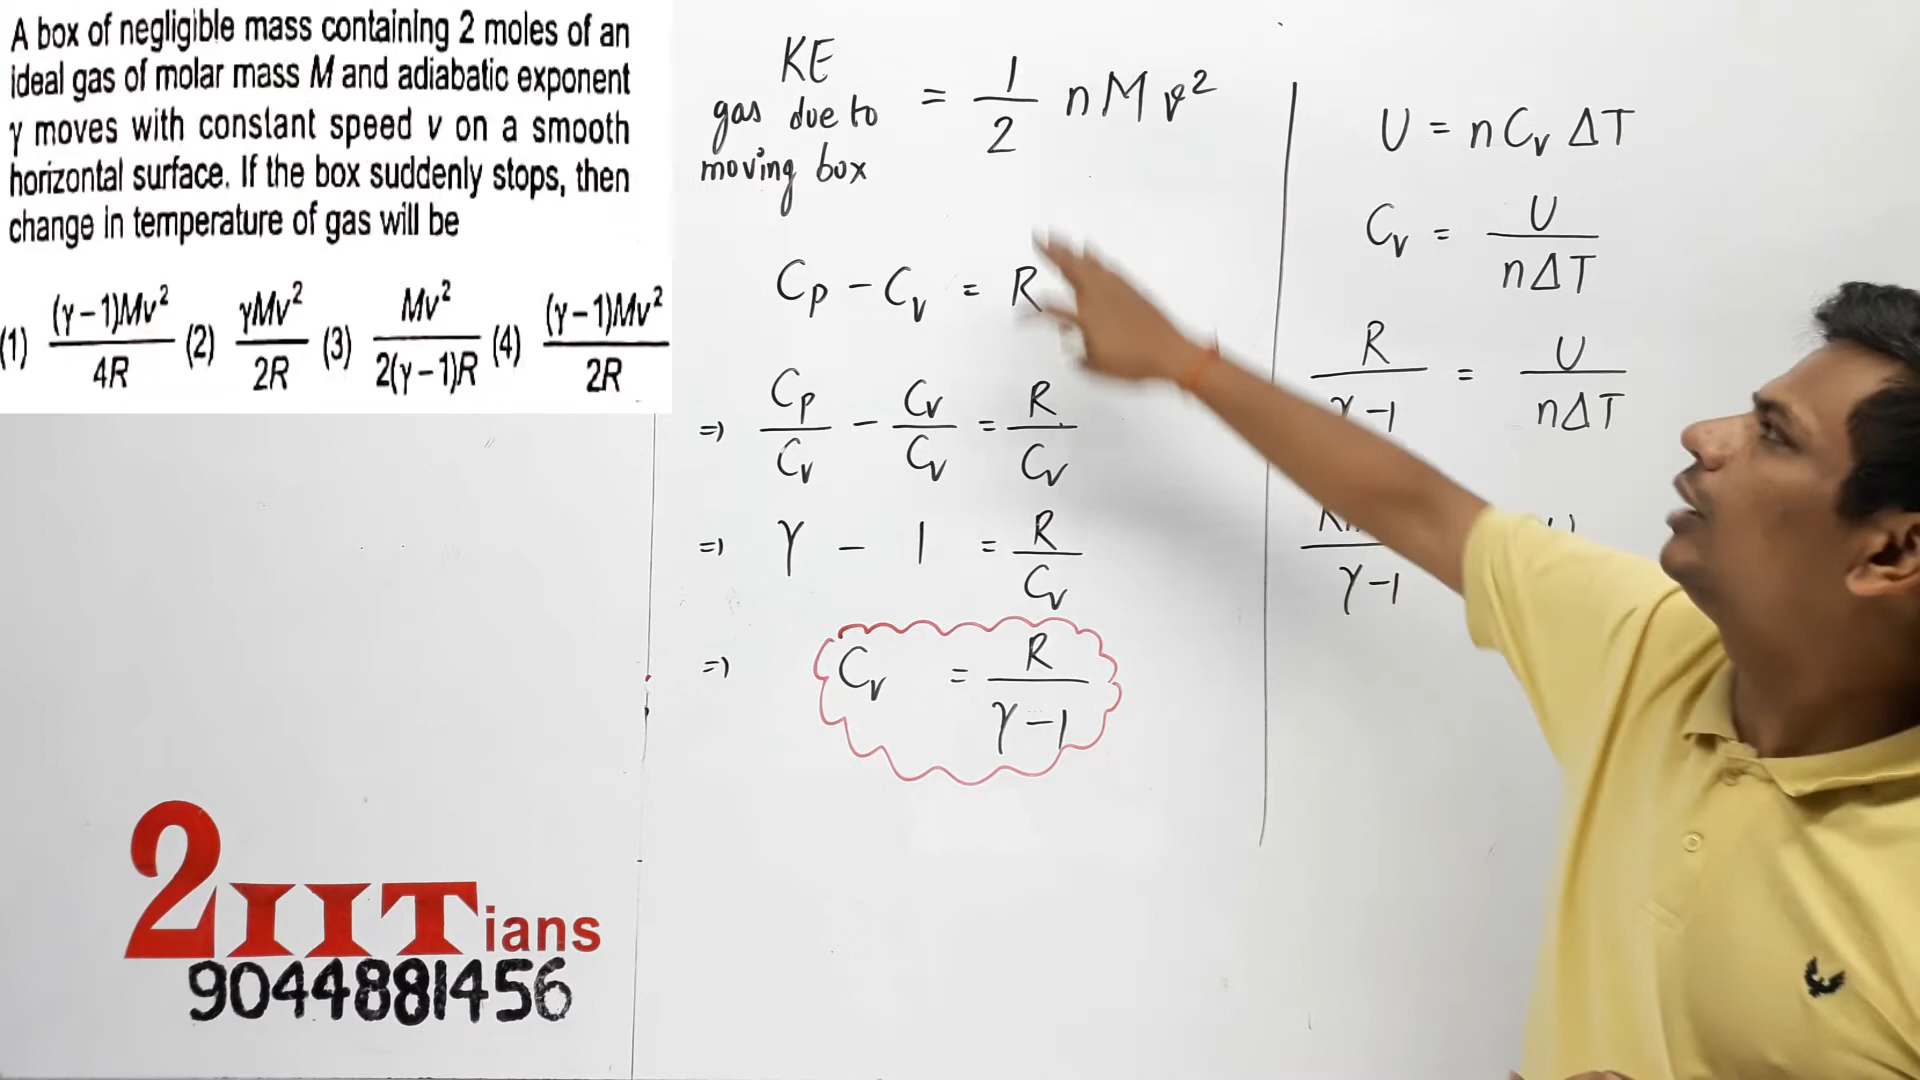 A box of negligible mass containing 2 moles of an
ideal gas of molar mass M and adiabatic exponent
γ moves with constant speed v on a smooth
horizontal surface. If the box suddenly stops, then
change in temperature of gas will be
(1) (γ−1)Mv²/4R (2) γMv²/2R (3) Mv²/2(γ−1)R (4) (γ−1)Mv²/2R
KE
gas due to
moving box = 1/2 nMv²
Cp − Cv = R
⇒ Cp/Cv − Cv/Cv = R/Cv
⇒ γ − 1 = R/Cv
⇒ Cv = R/γ−1
U = nCvΔT
Cv = U/nΔT
R/γ−1 = U/nΔT
γ−1
2IITians
9044881456